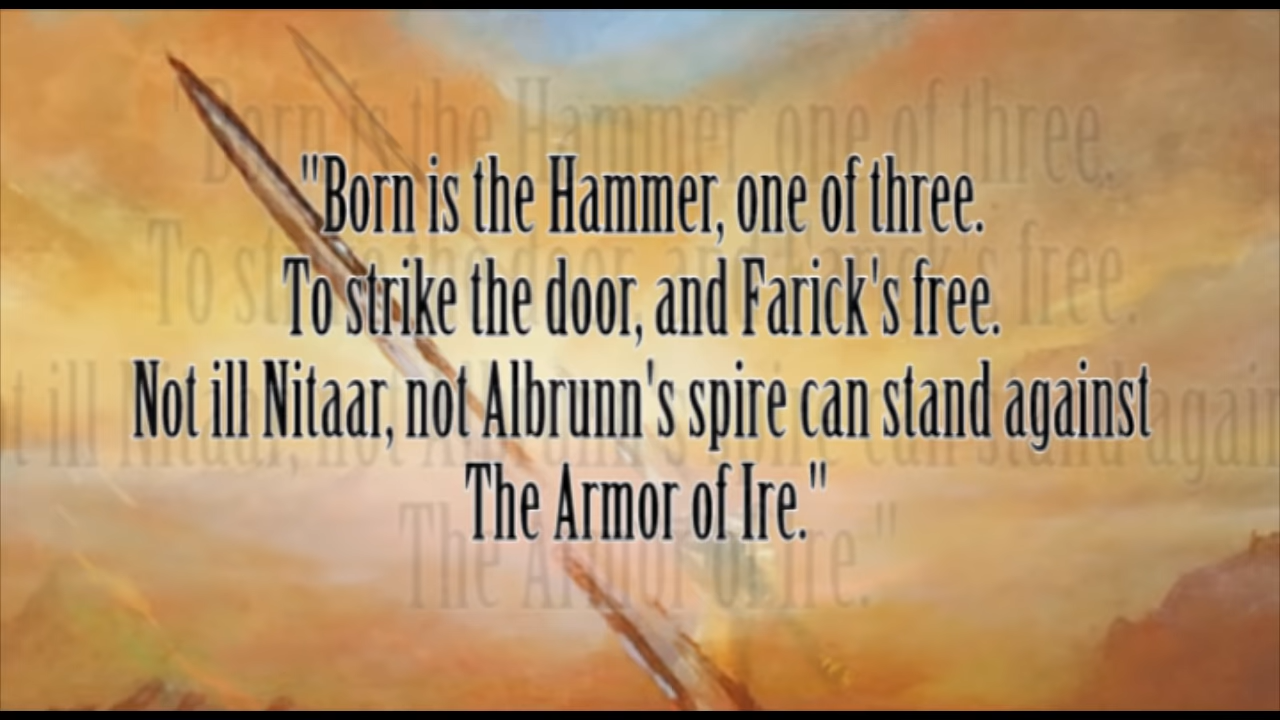 "Born is the Hammer, one of three.
To strike the door, and Farick's free.
Not ill Nitaar, not Albrunn's spire can stand against
The Armor of Ire."